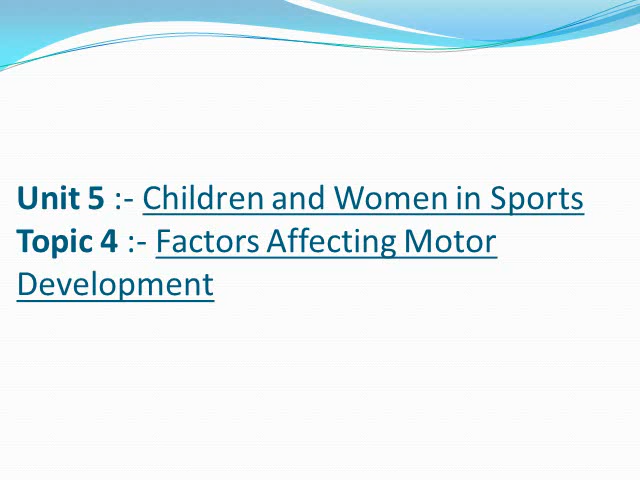 Unit 5 :- Children and Women in Sports
Topic 4 :- Factors Affecting Motor
Development